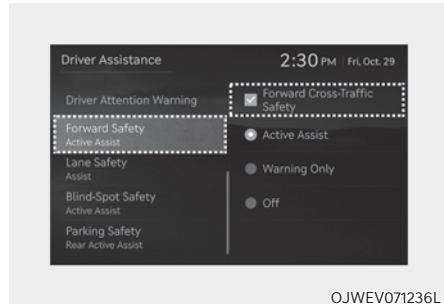 Driver Assistance
2:30 PM Fri, Oct. 29
Driver Attention Warning
Forward Safety
Active Assist
Lane Safety
Assist
Blind-Spot Safety
Active Assist
Parking Safety
Rear Active Assist
Forward Cross-Traffic
Safety
Active Assist
Warning Only
Off
OJWEV071236L